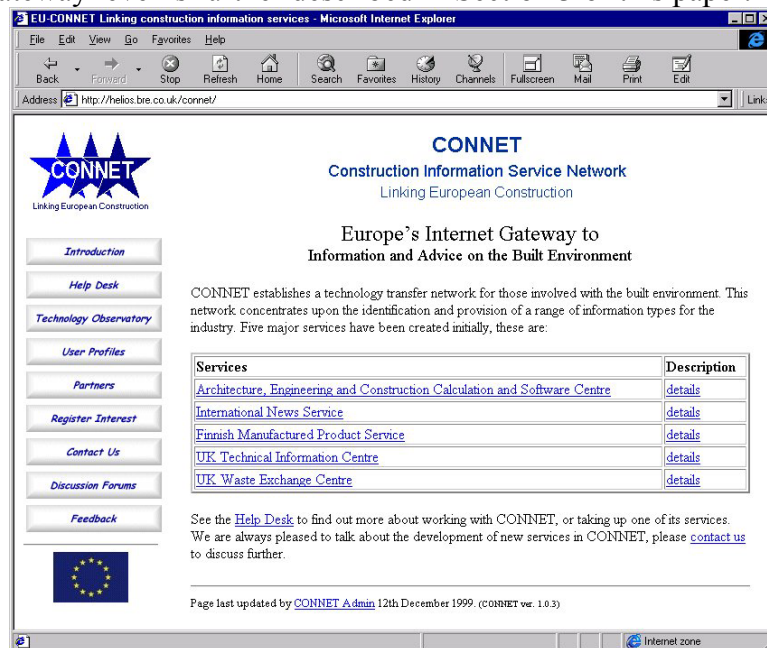 EU-CONNET Linking construction information services - Microsoft Internet Explorer
File Edit View Go Favorites Help
Back Forward Stop Refresh Home Search Favorites History Channels Fullscreen Mail Print Edit
Address http://helios.bre.co.uk/connet/
CONNET
Linking European Construction
Introduction
Help Desk
Technology Observatory
User Profiles
Partners
Register Interest
Contact Us
Discussion Forums
Feedback
CONNET
Construction Information Service Network
Linking European Construction
Europe's Internet Gateway to
Information and Advice on the Built Environment
CONNET establishes a technology transfer network for those involved with the built environment. This
network concentrates upon the identification and provision of a range of information types for the
industry. Five major services have been created initially, these are:
Services Description
Architecture, Engineering and Construction Calculation and Software Centre details
International News Service details
Finnish Manufactured Product Service details
UK Technical Information Centre details
UK Waste Exchange Centre details
See the Help Desk to find out more about working with CONNET, or taking up one of its services.
We are always pleased to talk about the development of new services in CONNET, please contact us
to discuss further.
Page last updated by CONNET Admin 12th December 1999. (CONNET ver. 1.0.3)
Internet zone